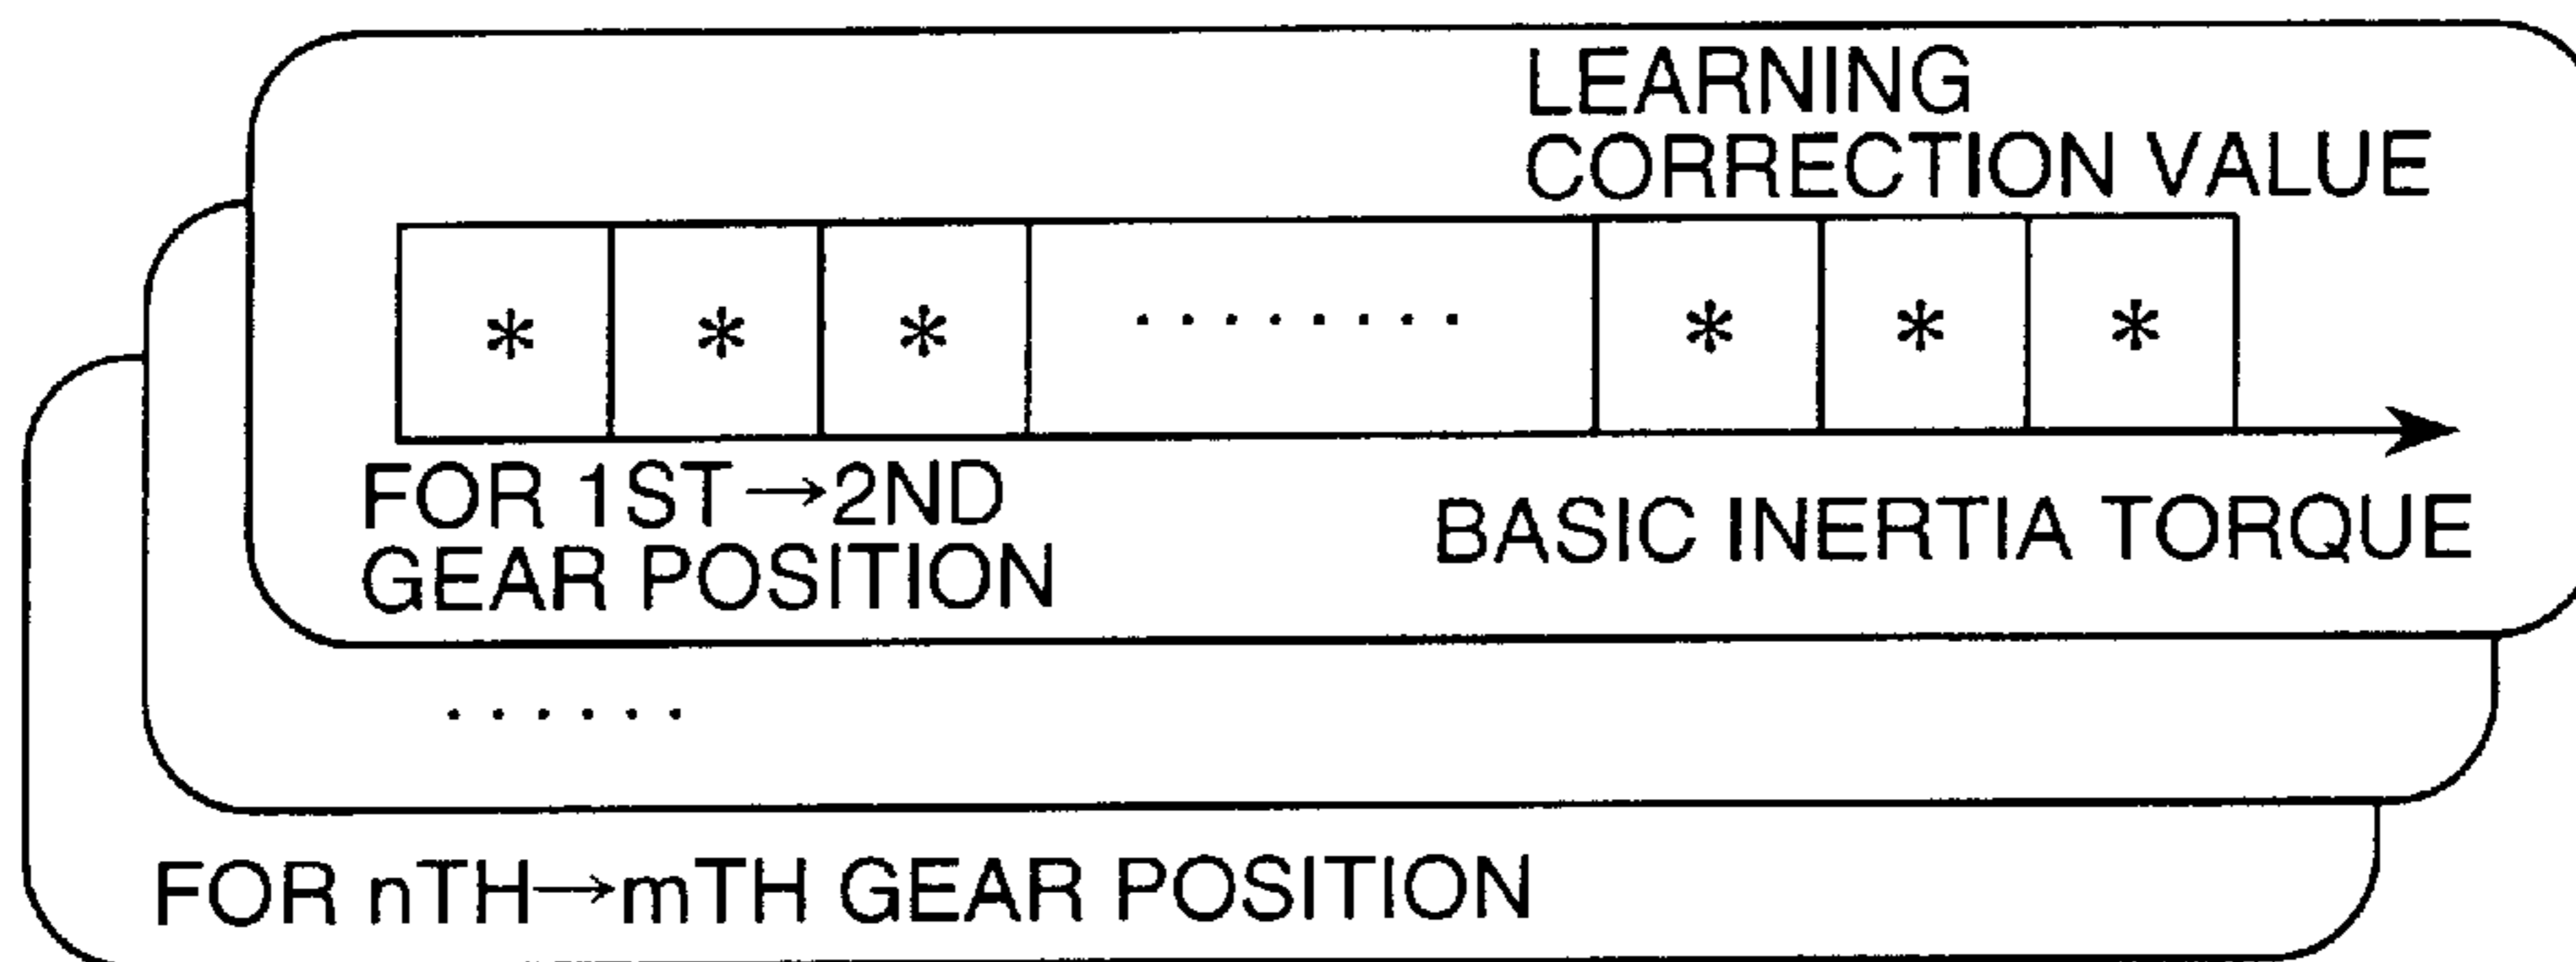 LEARNING
CORRECTION VALUE
* * * ········ * * *
FOR 1ST→2ND
GEAR POSITION
BASIC INERTIA TORQUE
······
FOR nTH→mTH GEAR POSITION